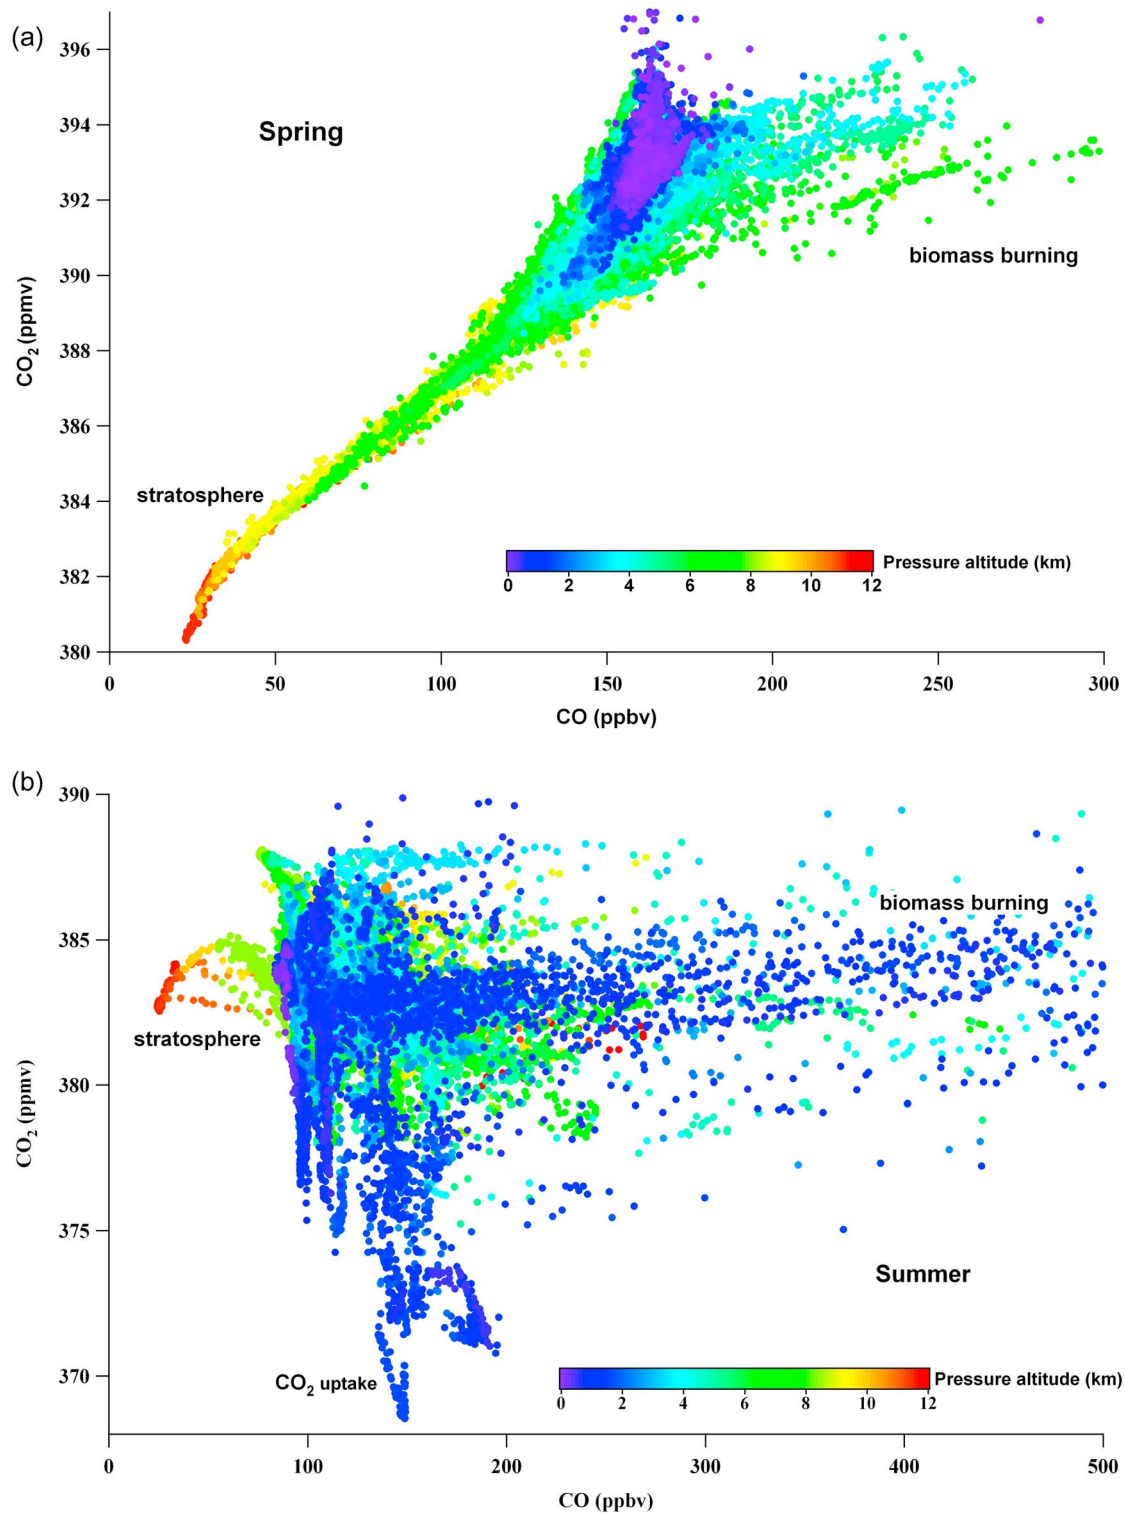 (a)
396
394
392
390
388
386
384
382
380
CO2 (ppmv)
Spring
biomass burning
stratosphere
Pressure altitude (km)
0 2 4 6 8 10 12
0 50 100 150 200 250 300
CO (ppbv)
(b)
390
385
380
375
370
CO2 (ppmv)
biomass burning
stratosphere
Summer
CO2 uptake
Pressure altitude (km)
0 2 4 6 8 10 12
0 100 200 300 400 500
CO (ppbv)